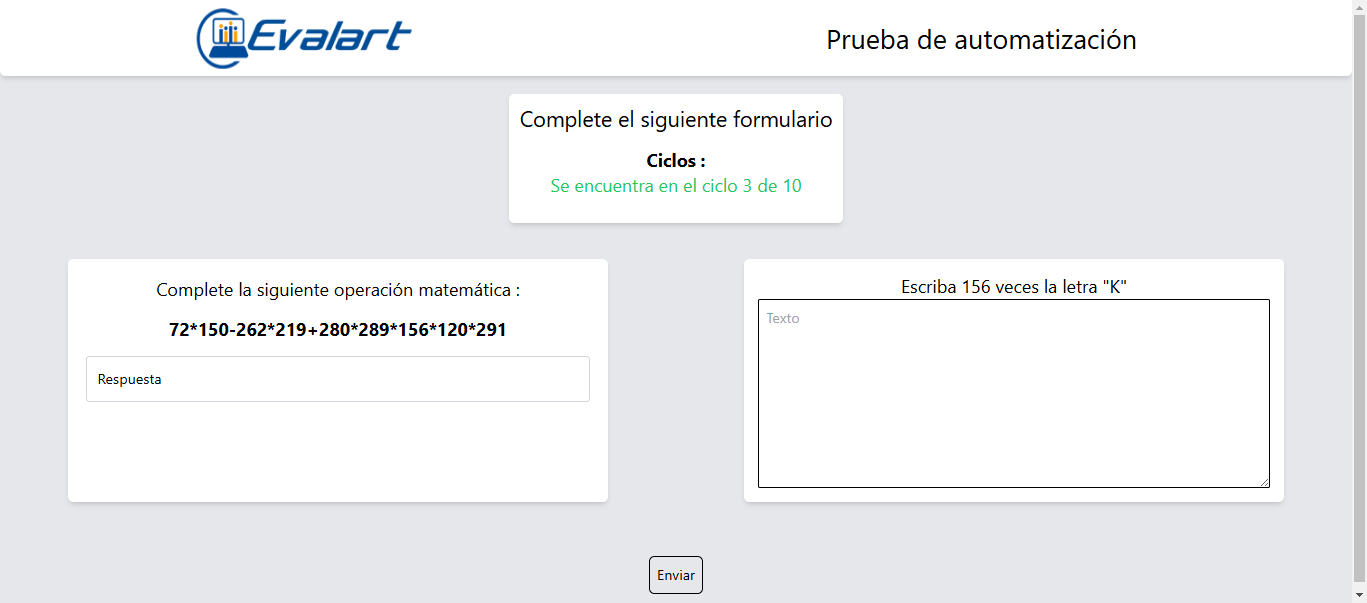 Evalart
Prueba de automatización
Complete el siguiente formulario
Ciclos :
Se encuentra en el ciclo 3 de 10
Complete la siguiente operación matemática :
72*150-262*219+280*289*156*120*291
Respuesta
Escriba 156 veces la letra "K"
Texto
Enviar